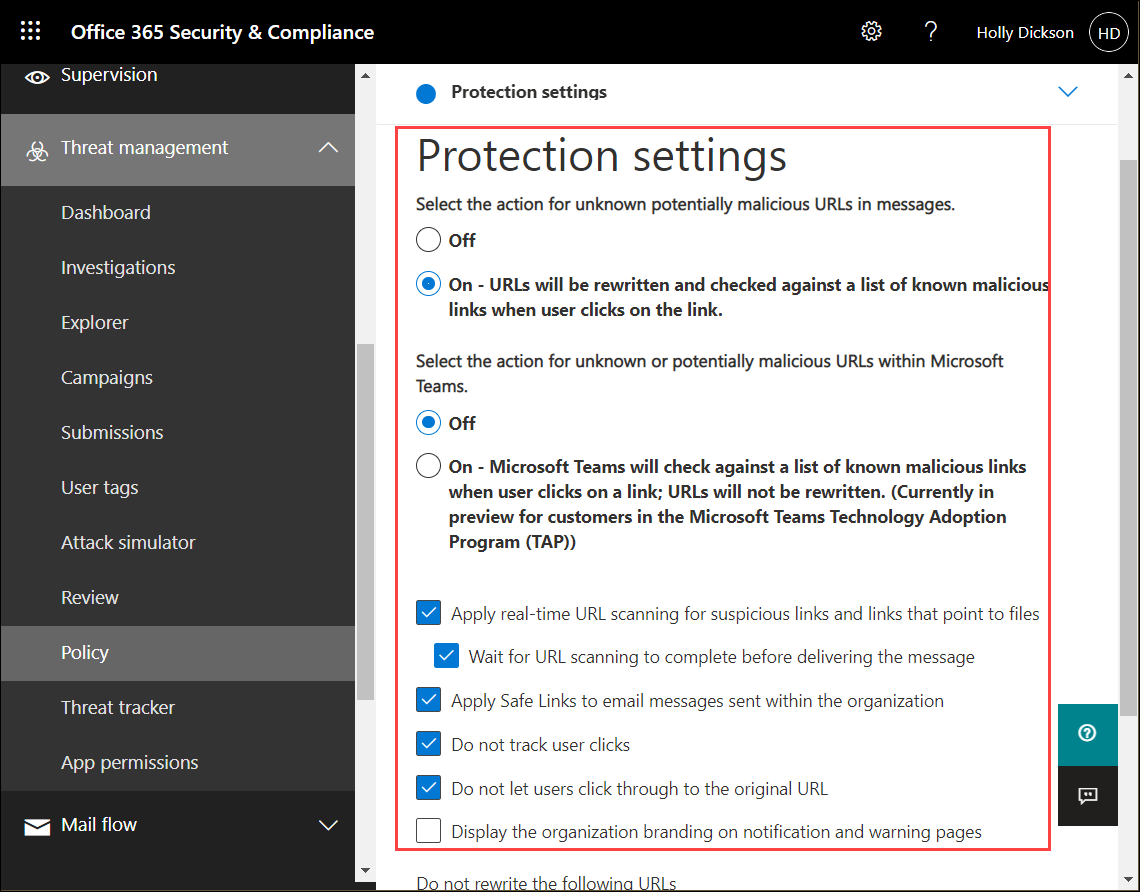 Office 365 Security & Compliance
?
Holly Dickson
HD
Supervision
Threat management
Dashboard
Investigations
Explorer
Campaigns
Submissions
User tags
Attack simulator
Review
Policy
Threat tracker
App permissions
Mail flow
Protection settings
Protection settings
Select the action for unknown potentially malicious URLs in messages.
Off
On - URLs will be rewritten and checked against a list of known malicious
links when user clicks on the link.
Select the action for unknown or potentially malicious URLs within Microsoft
Teams.
Off
On - Microsoft Teams will check against a list of known malicious links
when user clicks on a link; URLs will not be rewritten. (Currently in
preview for customers in the Microsoft Teams Technology Adoption
Program (TAP))
Apply real-time URL scanning for suspicious links and links that point to files
Wait for URL scanning to complete before delivering the message
Apply Safe Links to email messages sent within the organization
Do not track user clicks
Do not let users click through to the original URL
Display the organization branding on notification and warning pages
Do not rewrite the following URLs